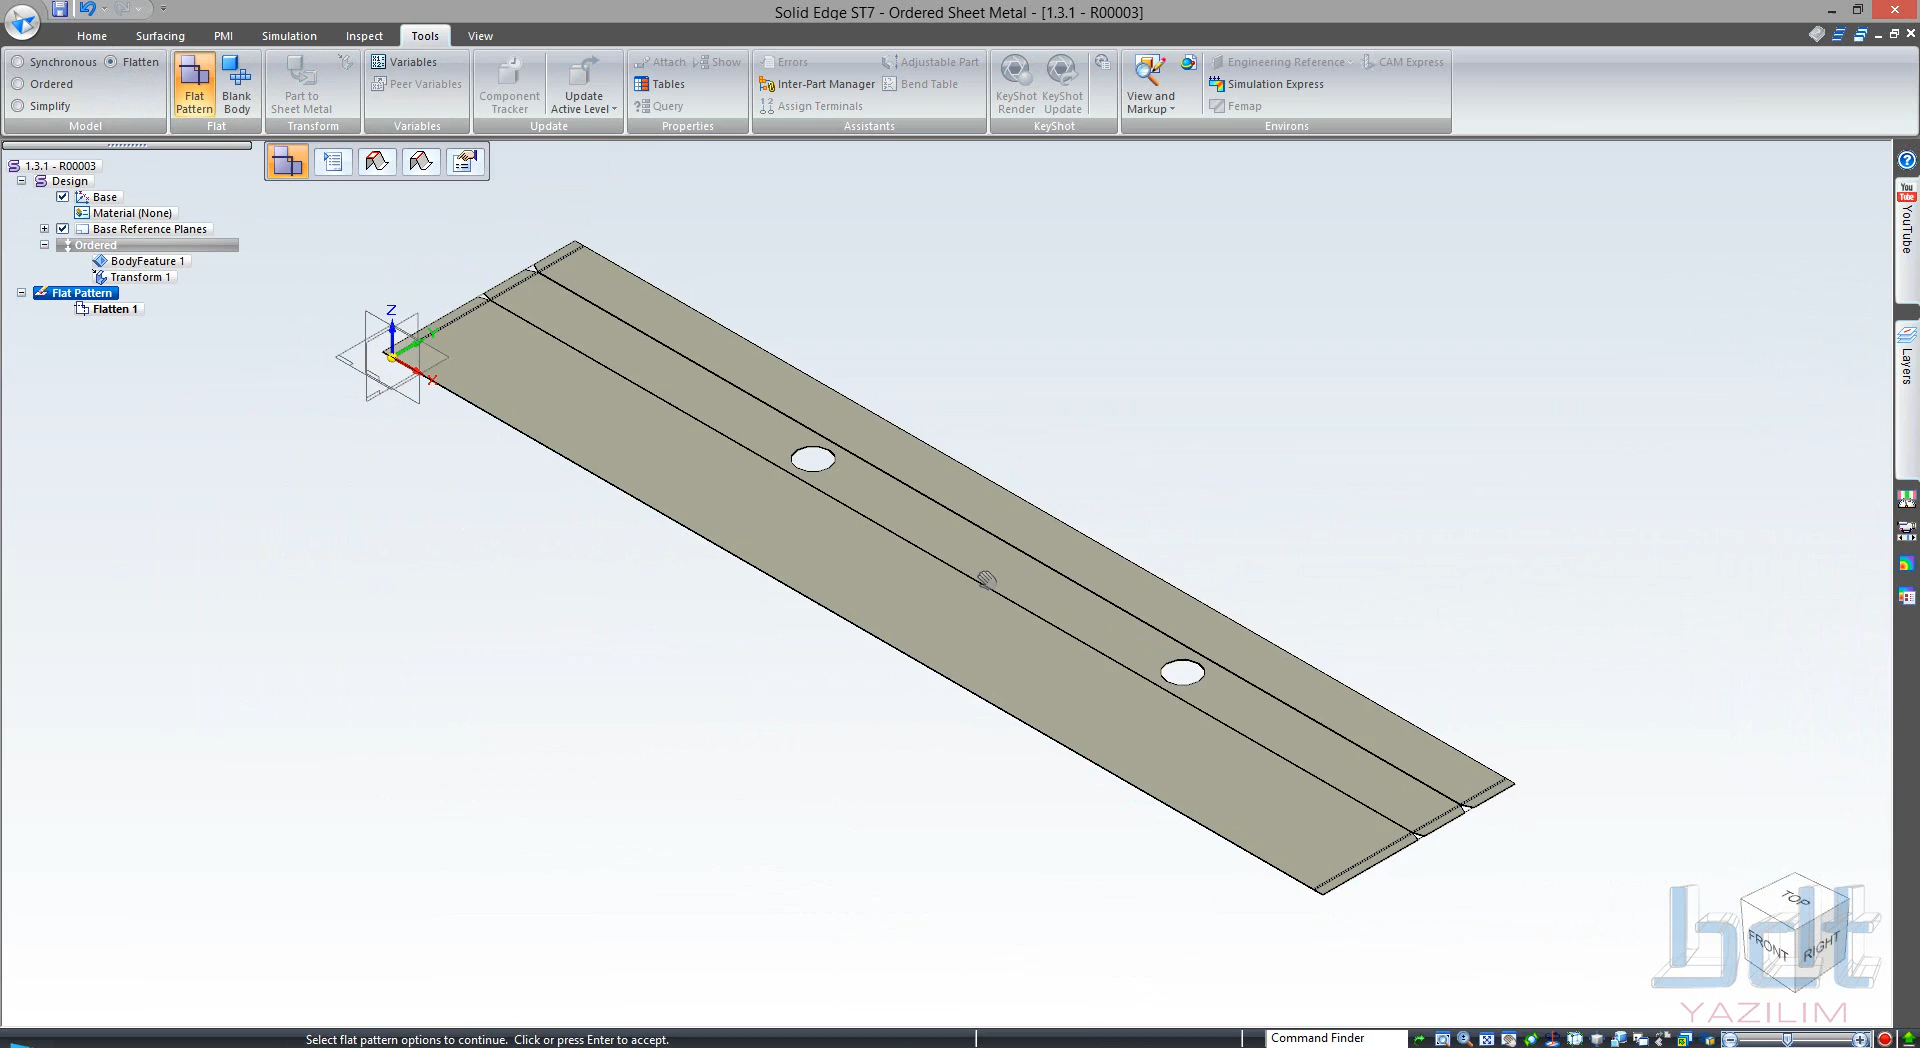 Solid Edge ST7 - Ordered Sheet Metal - [1.3.1 - R00003]
Home Surfacing PMI Simulation Inspect Tools View
Synchronous Flatten
Ordered
Simplify
Model
Flat Pattern
Blank Body
Flat
Part to Sheet Metal
Transform
Variables
Peer Variables
Variables
Component Tracker
Update Active Level
Update
Attach Show
Tables
Query
Properties
Errors
Inter-Part Manager
Assign Terminals
Adjustable Part
Bend Table
Assistants
KeyShot Render
KeyShot Update
KeyShot
View and Markup
Engineering Reference
Simulation Express
Femap
CAM Express
Environs
1.3.1 - R00003
Design
Base
Material (None)
Base Reference Planes
Ordered
BodyFeature 1
Transform 1
Flat Pattern
Flatten 1
Z
Y
X
You
Tube
YouTube
Layers
TOP
FRONT
RIGHT
bdt
YAZILIM
Select flat pattern options to continue. Click or press Enter to accept.
Command Finder